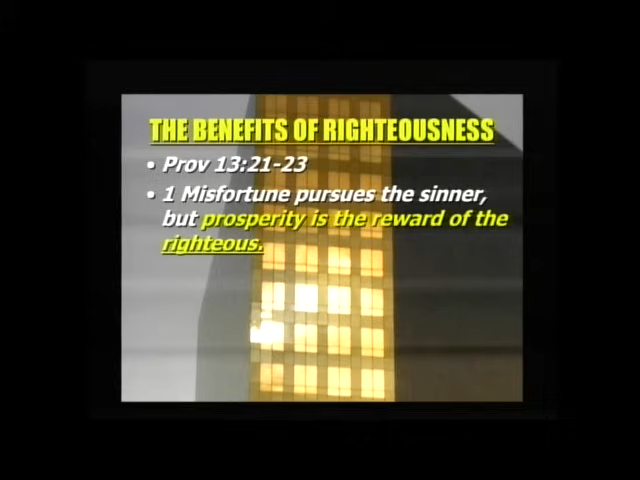 THE BENEFITS OF RIGHTEOUSNESS
• Prov 13:21-23
• 1 Misfortune pursues the sinner,
but prosperity is the reward of the
righteous.